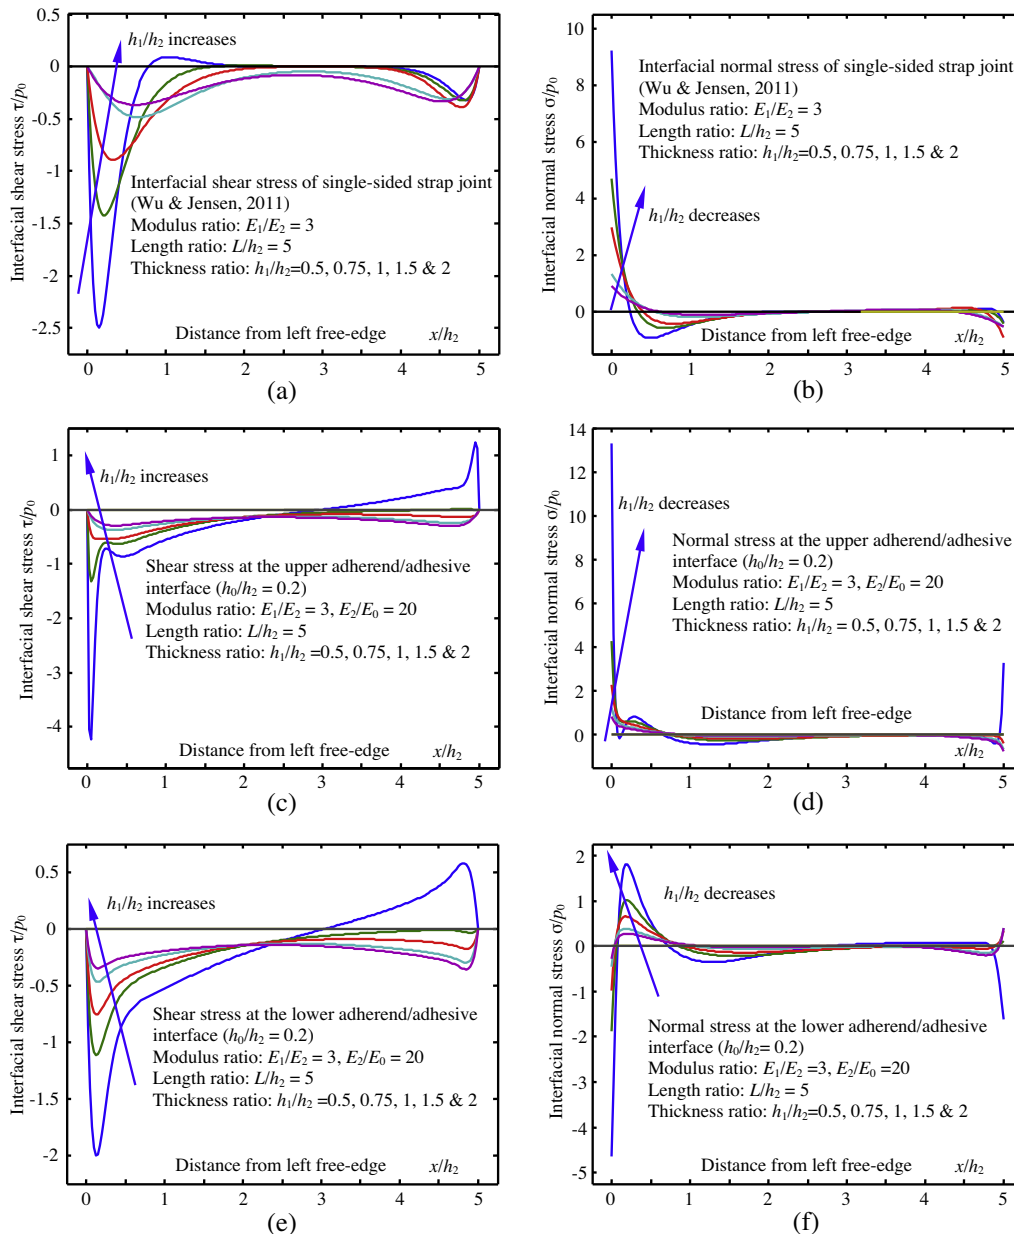 0.5
0
-0.5
-1
-1.5
-2
-2.5
Interfacial shear stress τ/p0
h1/h2 increases
Interfacial shear stress of single-sided strap joint
(Wu & Jensen, 2011)
Modulus ratio: E1/E2 = 3
Length ratio: L/h2 = 5
Thickness ratio: h1/h2=0.5, 0.75, 1, 1.5 & 2
Distance from left free-edge x/h2
0 1 2 3 4 5
(a)
10
8
6
4
2
0
Interfacial normal stress σ/p0
Interfacial normal stress of single-sided strap joint
(Wu & Jensen, 2011)
Modulus ratio: E1/E2 = 3
Length ratio: L/h2 = 5
Thickness ratio: h1/h2=0.5, 0.75, 1, 1.5 & 2
h1/h2 decreases
Distance from left free-edge x/h2
0 1 2 3 4 5
(b)
1
0
-1
-2
-3
-4
Interfacial shear stress τ/p0
h1/h2 increases
Shear stress at the upper adherend/adhesive
interface (h0/h2 = 0.2)
Modulus ratio: E1/E2 = 3, E2/E0 = 20
Length ratio: L/h2 = 5
Thickness ratio: h1/h2 =0.5, 0.75, 1, 1.5 & 2
Distance from left free-edge x/h2
0 1 2 3 4 5
(c)
14
12
10
8
6
4
2
0
Interfacial normal stress σ/p0
h1/h2 decreases
Normal stress at the upper adherend/adhesive
interface (h0/h2 = 0.2)
Modulus ratio: E1/E2 = 3, E2/E0 = 20
Length ratio: L/h2 = 5
Thickness ratio: h1/h2 = 0.5, 0.75, 1, 1.5 & 2
Distance from left free-edge
x/h2
0 1 2 3 4 5
(d)
0.5
0
-0.5
-1
-1.5
-2
Interfacial shear stress τ/p0
h1/h2 increases
Shear stress at the lower adherend/adhesive
interface (h0/h2 = 0.2)
Modulus ratio: E1/E2 = 3, E2/E0 = 20
Length ratio: L/h2 = 5
Thickness ratio: h1/h2 =0.5, 0.75, 1, 1.5 & 2
Distance from left free-edge x/h2
0 1 2 3 4 5
(e)
2
1
0
-1
-2
-3
-4
-5
Interfacial normal stress σ/p0
h1/h2 decreases
Normal stress at the lower adherend/adhesive
interface (h0/h2= 0.2)
Modulus ratio: E1/E2 =3, E2/E0 =20
Length ratio: L/h2 = 5
Thickness ratio: h1/h2=0.5, 0.75, 1, 1.5 & 2
Distance from left free-edge x/h2
0 1 2 3 4 5
(f)